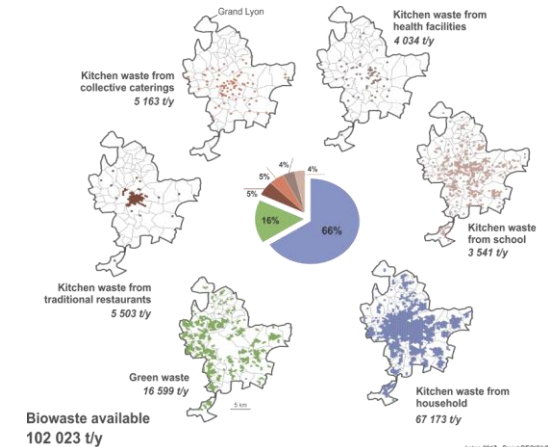 Grand Lyon
Kitchen waste from
health facilities
4 034 t/y
Kitchen waste from
collective caterings
5 163 t/y
4%
4%
5%
5%
16%
66%
Kitchen waste
from school
3 541 t/y
Kitchen waste from
traditional restaurants
5 503 t/y
Green waste
16 599 t/y
5 km
Kitchen waste from
household
67 173 t/y
Biowaste available
102 023 t/y